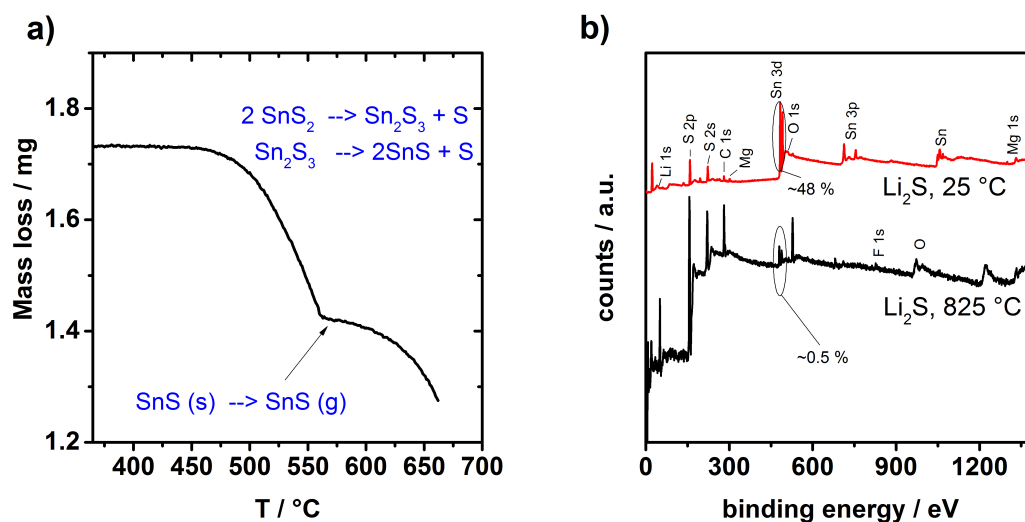 a)
Mass loss / mg
1.8
1.6
1.4
1.2
2 SnS₂ --> Sn₂S₃ + S
Sn₂S₃ --> 2SnS + S
SnS (s) --> SnS (g)
400 450 500 550 600 650 700
T / °C
b)
counts / a.u.
Li 1s
S 2p
S 2s
C 1s
Mg
Sn 3d
O 1s
Sn 3p
Sn
Mg 1s
~48 %
Li₂S, 25 °C
F 1s
O
Li₂S, 825 °C
~0.5 %
0 300 600 900 1200
binding energy / eV